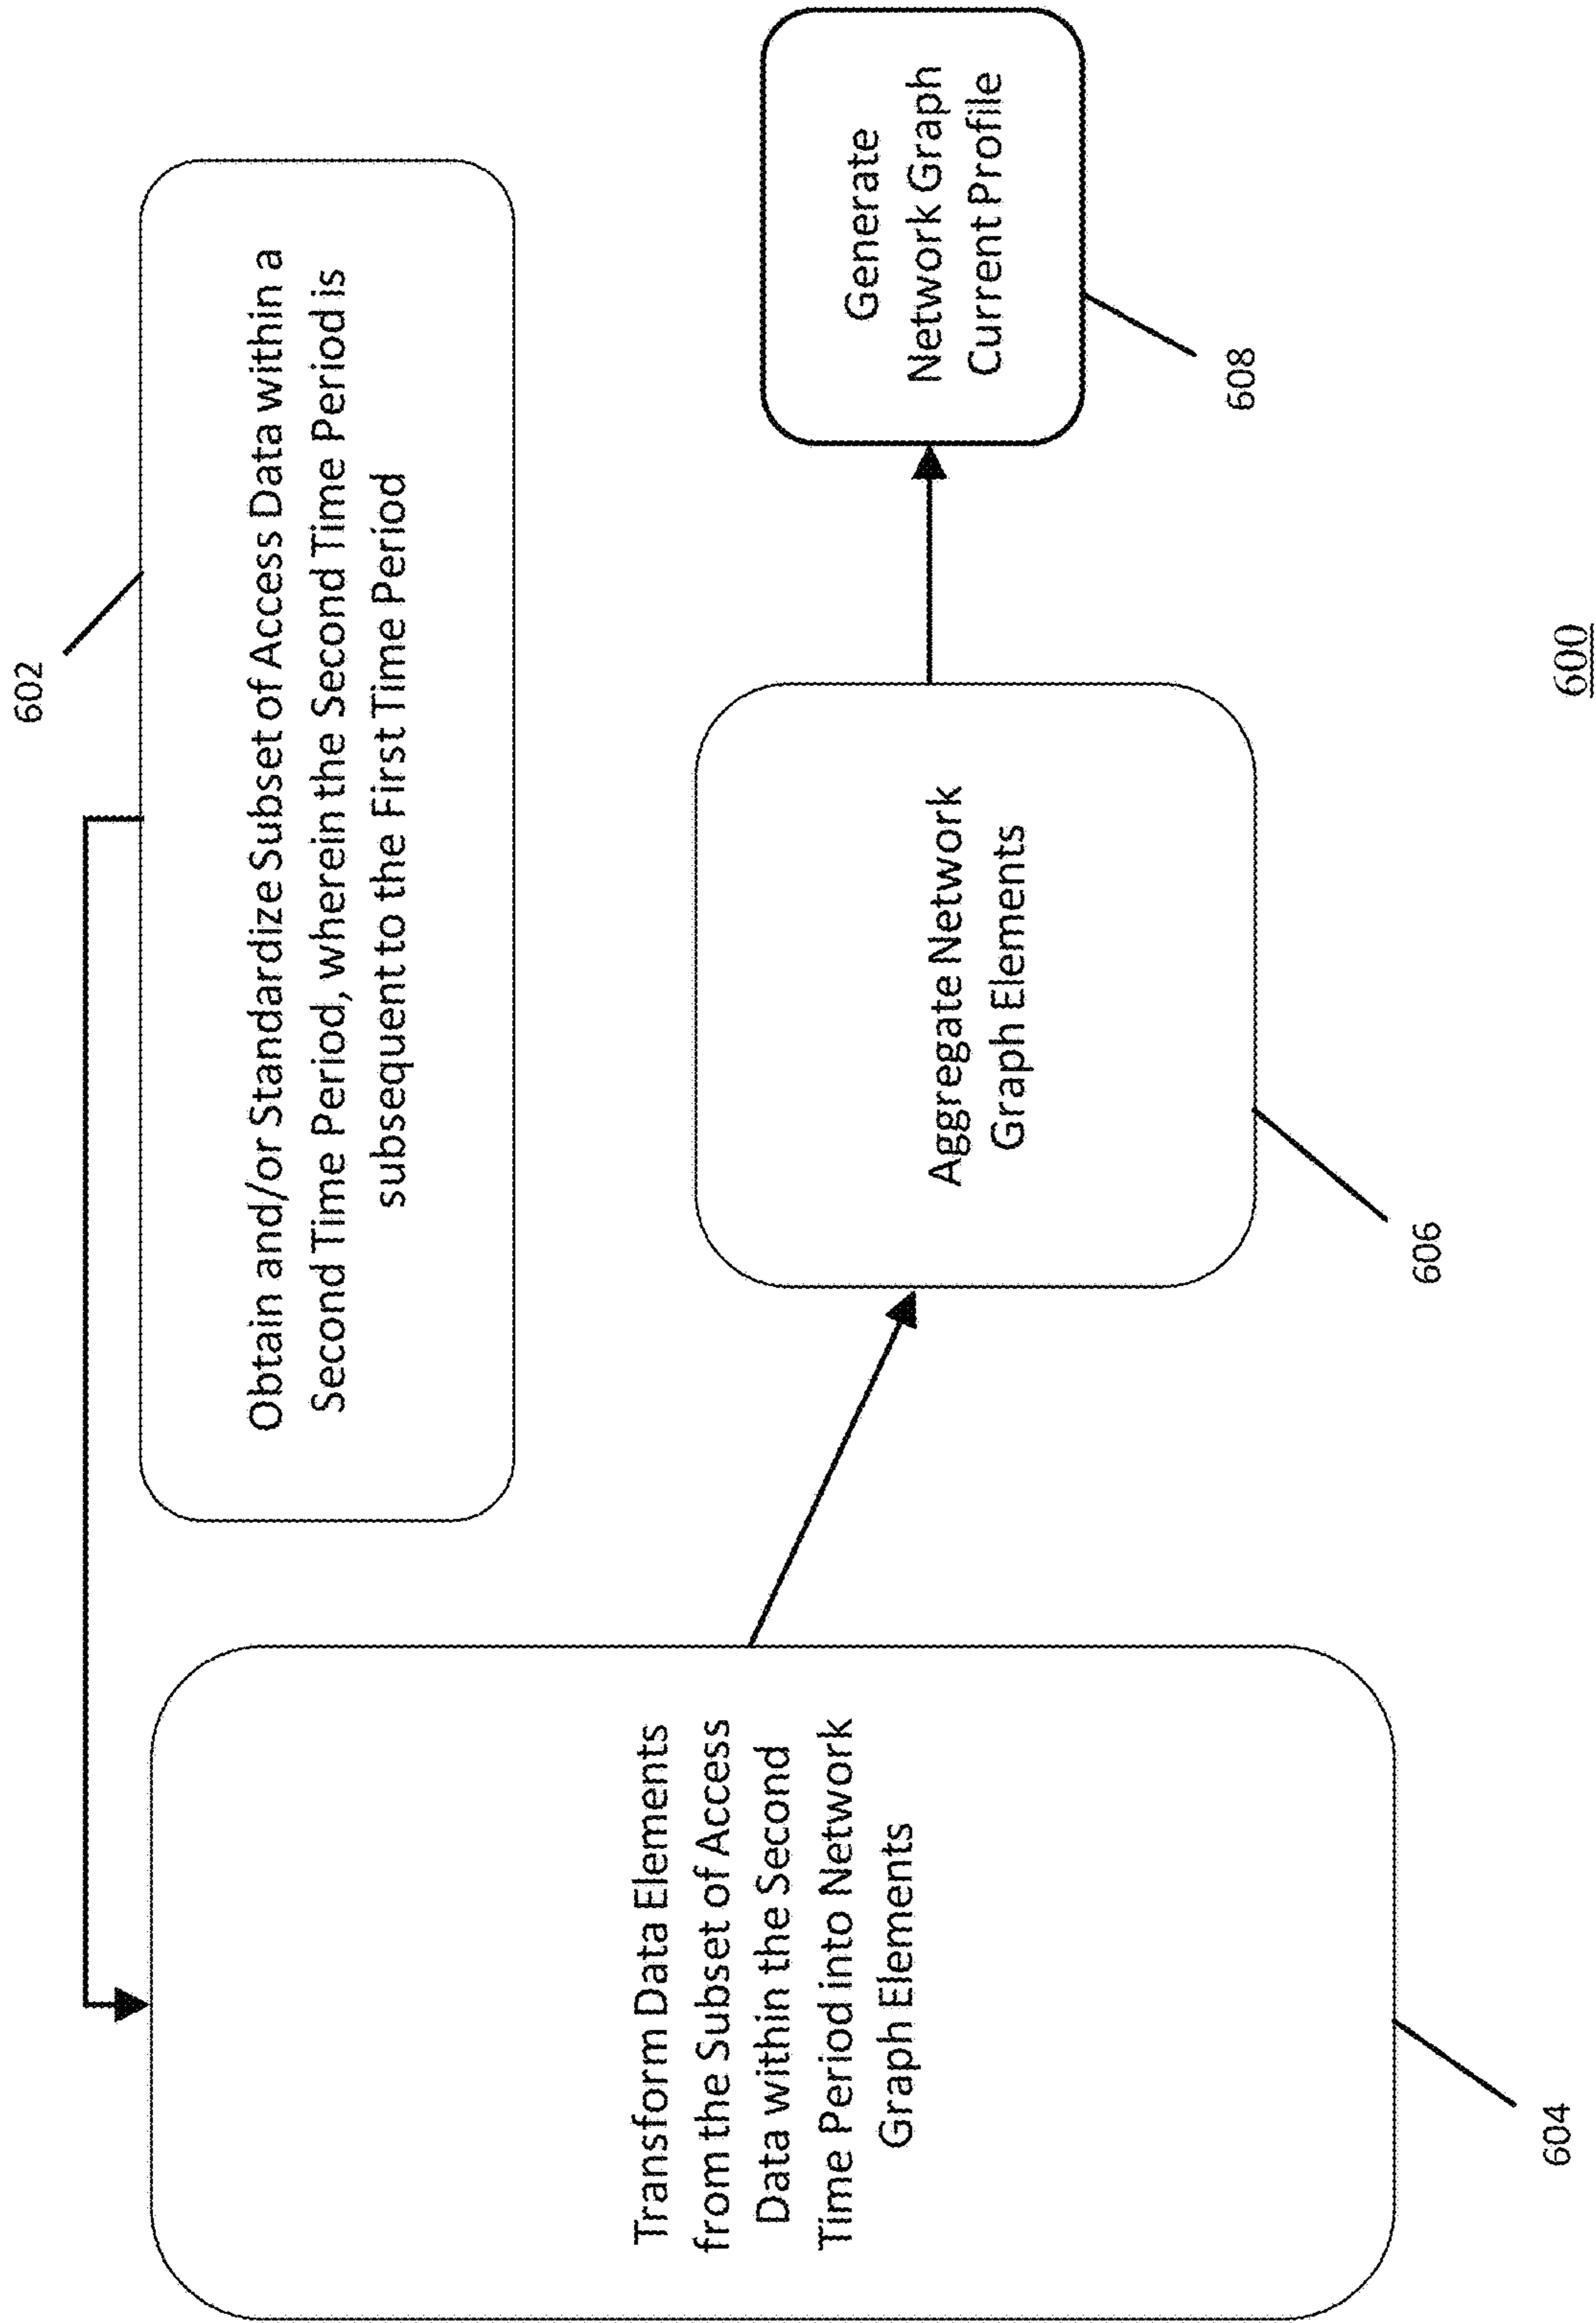 602
Obtain and/or Standardize Subset of Access Data within a
Second Time Period, wherein the Second Time Period is
subsequent to the First Time Period
Transform Data Elements
from the Subset of Access
Data within the Second
Time Period into Network
Graph Elements
604
Aggregate Network
Graph Elements
606
Generate
Network Graph
Current Profile
608
600